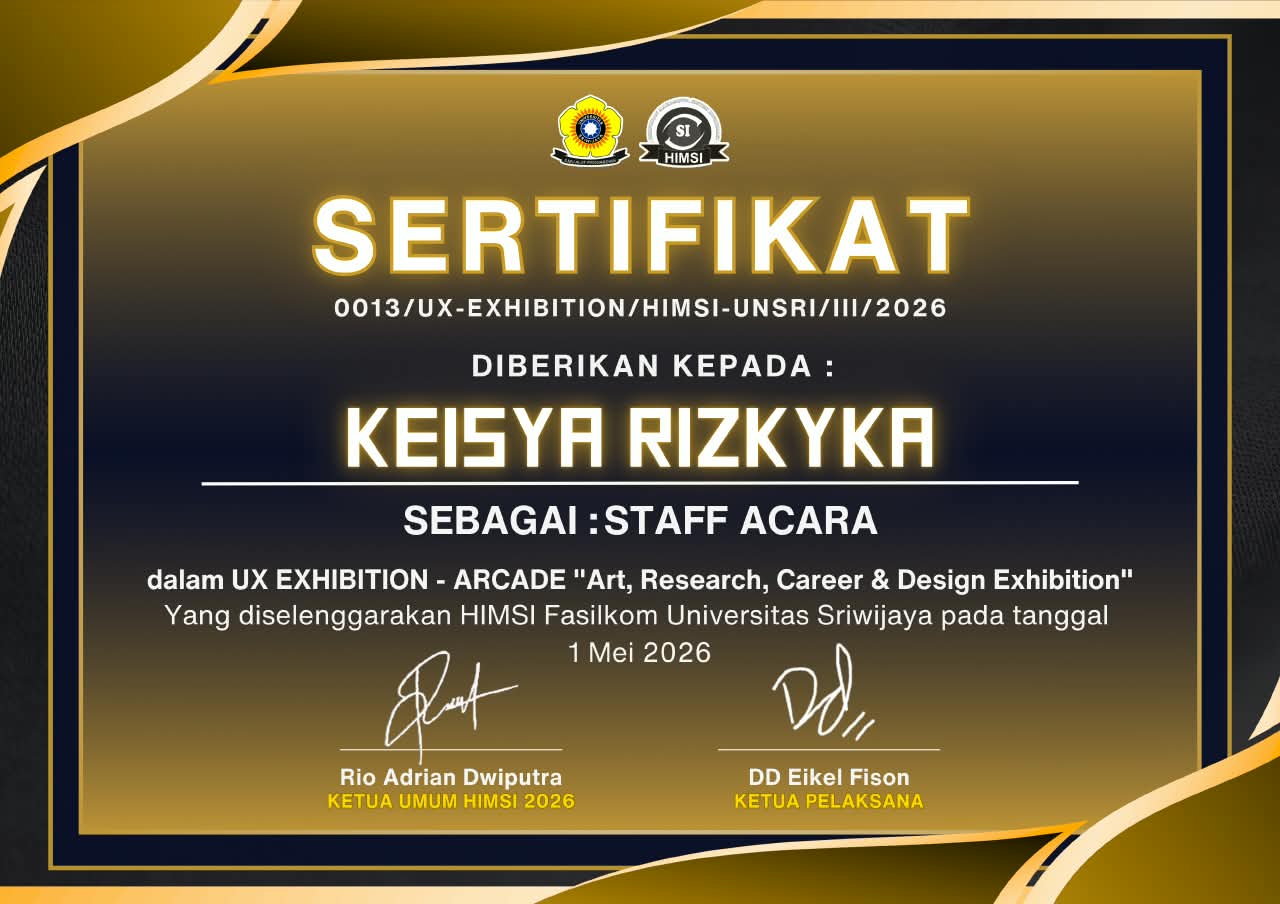 SI
HIMSI
SERTIFIKAT
0013/UX-EXHIBITION/HIMSI-UNSRI/III/2026
DIBERIKAN KEPADA :
KEISYA RIZKYKA
SEBAGAI : STAFF ACARA
dalam UX EXHIBITION - ARCADE "Art, Research, Career & Design Exhibition"
Yang diselenggarakan HIMSI Fasilkom Universitas Sriwijaya pada tanggal
1 Mei 2026
Rio Adrian Dwiputra
DD Eikel Fison
KETUA UMUM HIMSI 2026
KETUA PELAKSANA